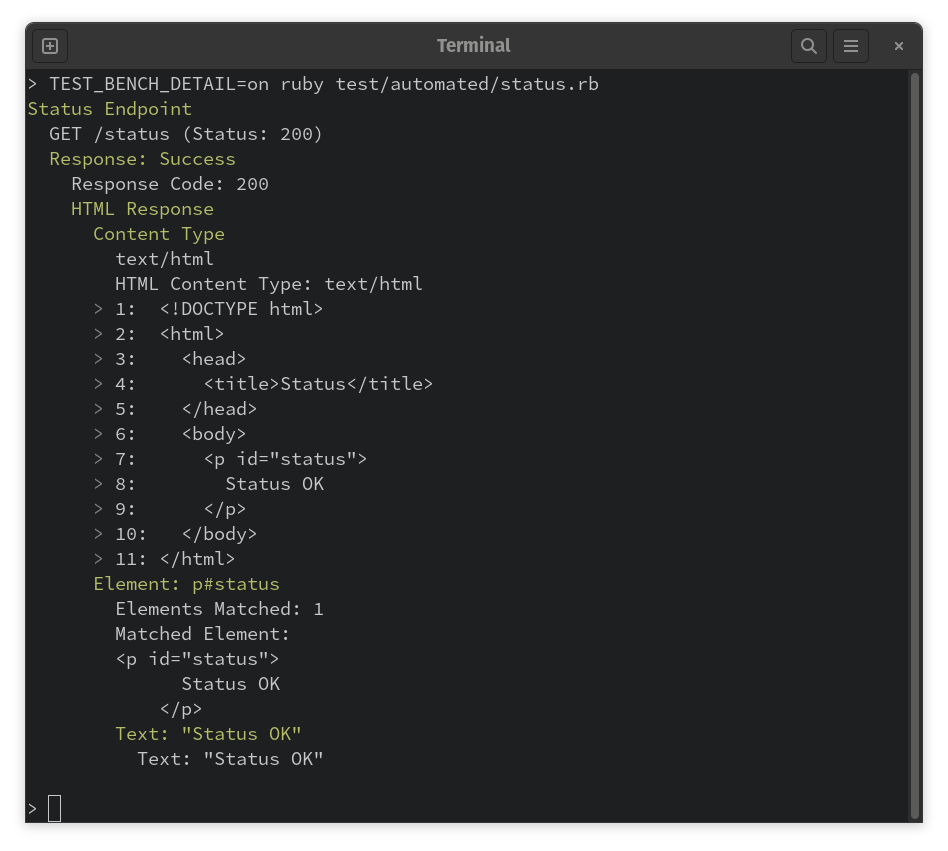 Terminal
> TEST_BENCH_DETAIL=on ruby test/automated/status.rb
Status Endpoint
  GET /status (Status: 200)
  Response: Success
    Response Code: 200
    HTML Response
      Content Type
        text/html
        HTML Content Type: text/html
      > 1:  <!DOCTYPE html>
      > 2:  <html>
      > 3:    <head>
      > 4:      <title>Status</title>
      > 5:    </head>
      > 6:    <body>
      > 7:      <p id="status">
      > 8:        Status OK
      > 9:      </p>
      > 10:   </body>
      > 11: </html>
      Element: p#status
        Elements Matched: 1
        Matched Element:
        <p id="status">
              Status OK
            </p>
        Text: "Status OK"
          Text: "Status OK"
>